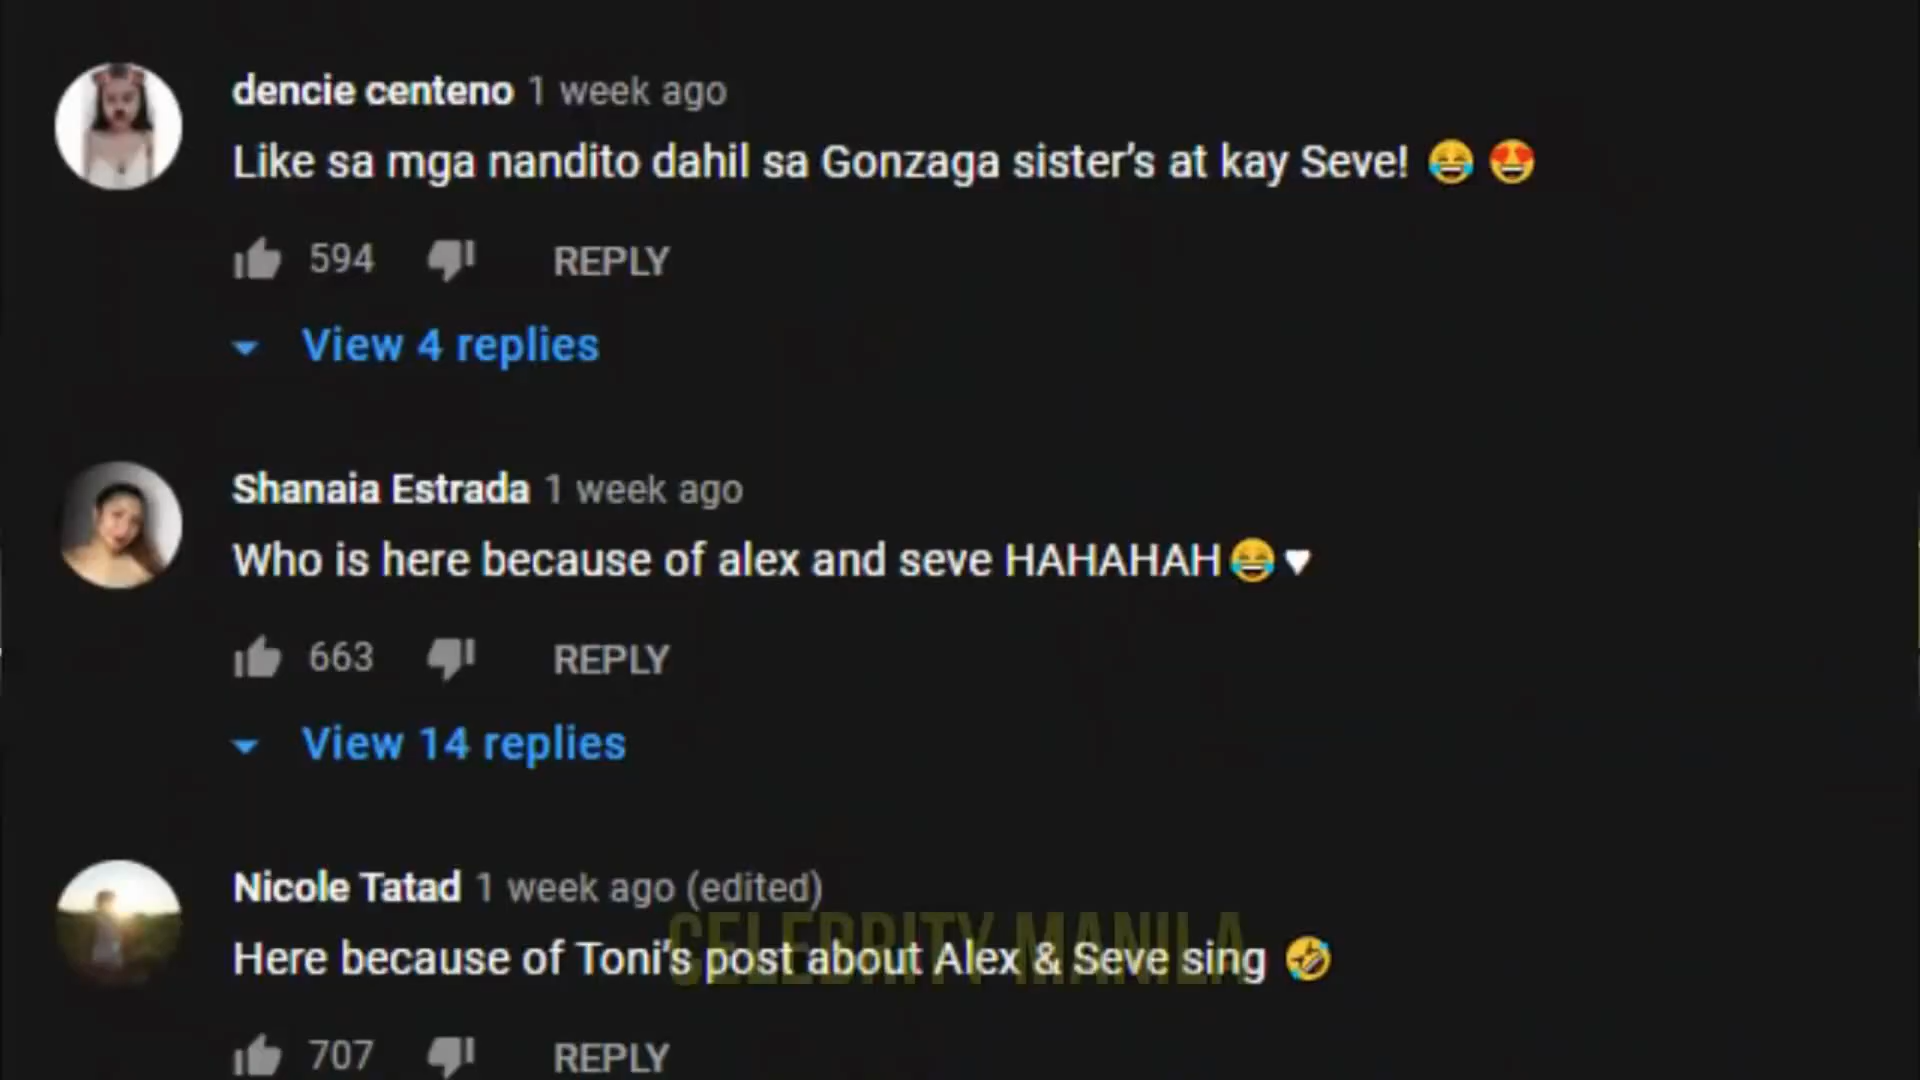 dencie centeno 1 week ago
Like sa mga nandito dahil sa Gonzaga sister's at kay Seve! 😂 😍
594 REPLY
View 4 replies
Shanaia Estrada 1 week ago
Who is here because of alex and seve HAHAHAH😂♥
663 REPLY
View 14 replies
Nicole Tatad 1 week ago (edited)
Here because of Toni's post about Alex & Seve sing 🤣
CELEBRITY MANILA
707 REPLY